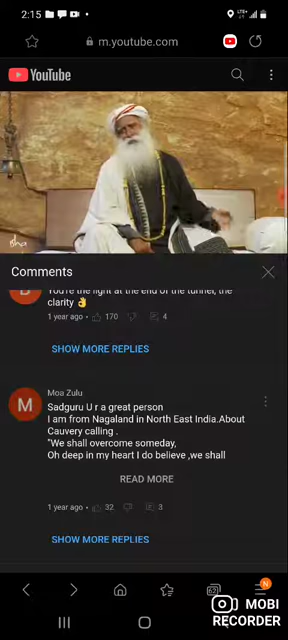 2:15
LTE+
m.youtube.com
YouTube
Isha
Comments
You're the light at the end of the tunnel, the
clarity 👌
1 year ago • 170 4
SHOW MORE REPLIES
M
Moa Zulu
Sadguru U r a great person
I am from Nagaland in North East India.About
Cauvery calling .
"We shall overcome someday,
Oh deep in my heart I do believe ,we shall
READ MORE
1 year ago • 32 3
SHOW MORE REPLIES
N
MOBI
RECORDER